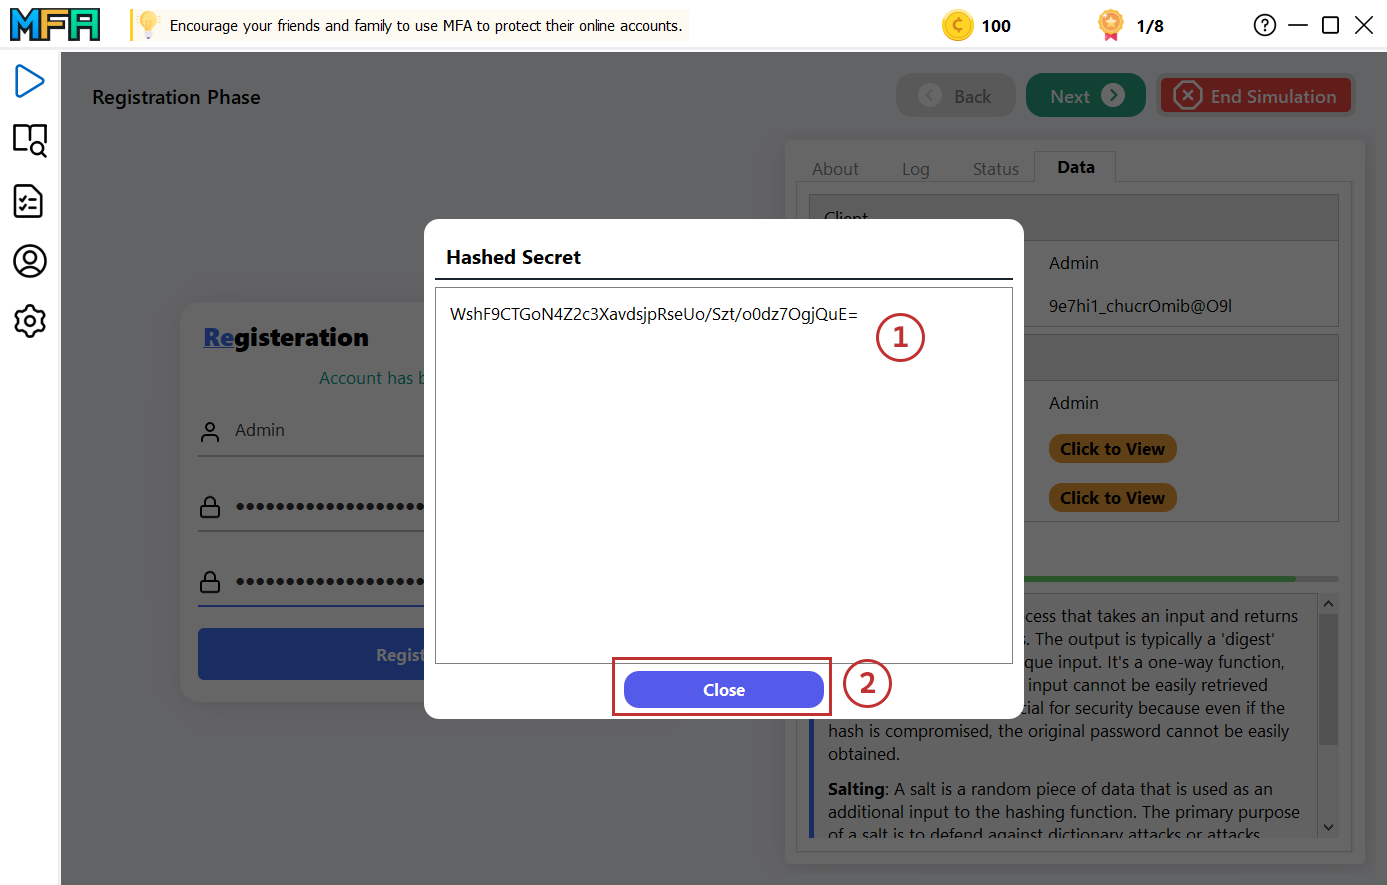 MFA
Encourage your friends and family to use MFA to protect their online accounts.
100
1/8
Registration Phase
Back
Next
End Simulation
About
Log
Status
Data
Client
Admin
9e7hi1_chucrOmib@O9l
Admin
Click to View
Click to View
Registeration
Account has
Admin
Regist
Hashed Secret
WshF9CTGoN4Z2c3XavdsjpRseUo/Szt/o0dz7OgjQuE=
1
Close
2
cess that takes an input and returns
s. The output is typically a 'digest'
que input. It's a one-way function,
input cannot be easily retrieved
cial for security because even if the
hash is compromised, the original password cannot be easily
obtained.
Salting: A salt is a random piece of data that is used as an
additional input to the hashing function. The primary purpose
of a salt is to defend against dictionary attacks or attacks